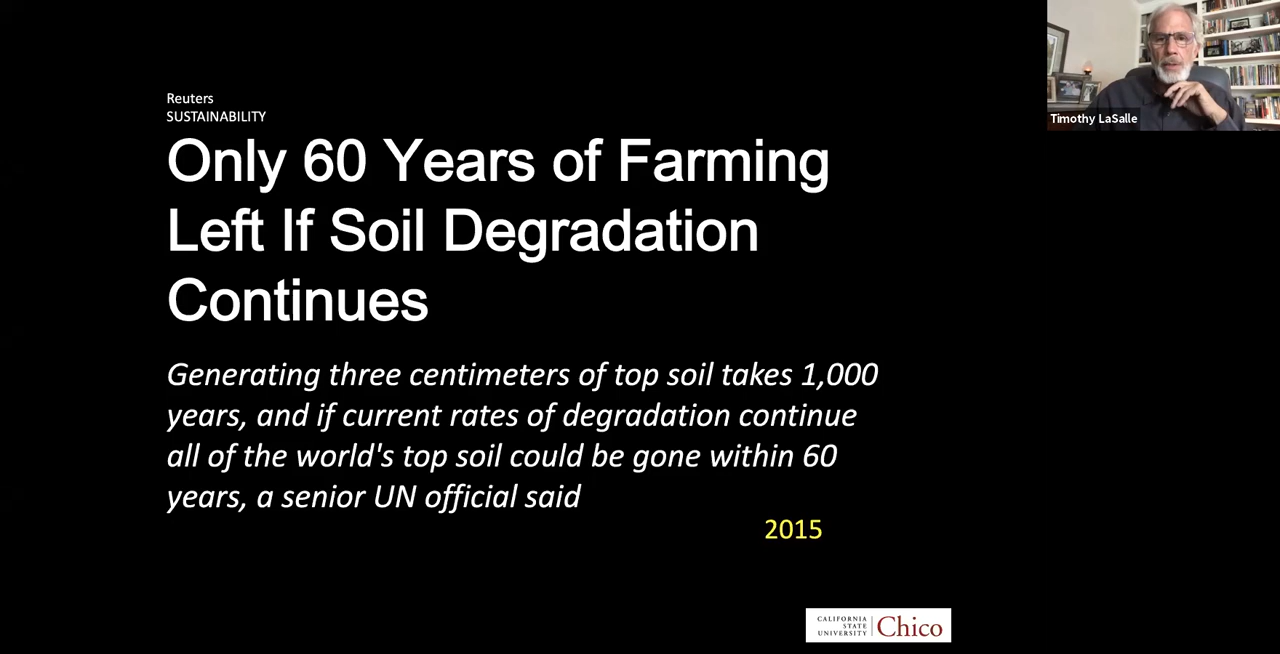 Reuters
SUSTAINABILITY
Only 60 Years of Farming
Left If Soil Degradation
Continues
Generating three centimeters of top soil takes 1,000
years, and if current rates of degradation continue
all of the world's top soil could be gone within 60
years, a senior UN official said
2015
Timothy LaSalle
CALIFORNIA
STATE
UNIVERSITY
Chico